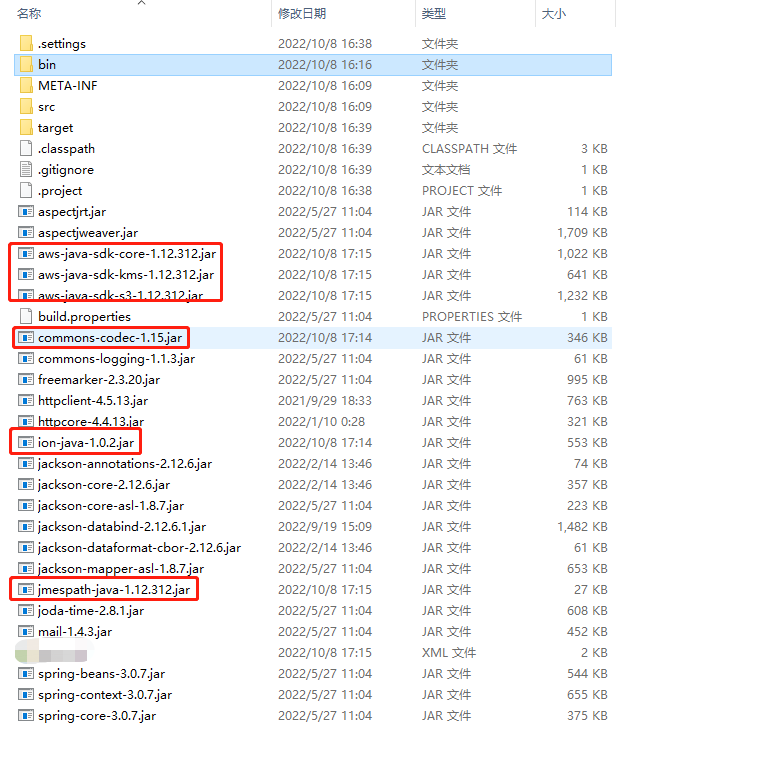 名称 修改日期 类型 大小
.settings 2022/10/8 16:38 文件夹
bin 2022/10/8 16:16 文件夹
META-INF 2022/10/8 16:09 文件夹
src 2022/10/8 16:09 文件夹
target 2022/10/8 16:39 文件夹
.classpath 2022/10/8 16:39 CLASSPATH 文件 3 KB
.gitignore 2022/10/8 16:39 文本文档 1 KB
.project 2022/10/8 16:38 PROJECT 文件 1 KB
aspectjrt.jar 2022/5/27 11:04 JAR 文件 114 KB
aspectjweaver.jar 2022/5/27 11:04 JAR 文件 1,709 KB
aws-java-sdk-core-1.12.312.jar 2022/10/8 17:15 JAR 文件 1,022 KB
aws-java-sdk-kms-1.12.312.jar 2022/10/8 17:15 JAR 文件 641 KB
aws-java-sdk-s3-1.12.312.jar 2022/10/8 17:15 JAR 文件 1,232 KB
build.properties 2022/5/27 11:04 PROPERTIES 文件 1 KB
commons-codec-1.15.jar 2022/10/8 17:14 JAR 文件 346 KB
commons-logging-1.1.3.jar 2022/5/27 11:04 JAR 文件 61 KB
freemarker-2.3.20.jar 2022/5/27 11:04 JAR 文件 995 KB
httpclient-4.5.13.jar 2021/9/29 18:33 JAR 文件 763 KB
httpcore-4.4.13.jar 2022/1/10 0:28 JAR 文件 321 KB
ion-java-1.0.2.jar 2022/10/8 17:14 JAR 文件 553 KB
jackson-annotations-2.12.6.jar 2022/2/14 13:46 JAR 文件 74 KB
jackson-core-2.12.6.jar 2022/2/14 13:46 JAR 文件 357 KB
jackson-core-asl-1.8.7.jar 2022/5/27 11:04 JAR 文件 223 KB
jackson-databind-2.12.6.1.jar 2022/9/19 15:09 JAR 文件 1,482 KB
jackson-dataformat-cbor-2.12.6.jar 2022/2/14 13:46 JAR 文件 61 KB
jackson-mapper-asl-1.8.7.jar 2022/5/27 11:04 JAR 文件 653 KB
jmespath-java-1.12.312.jar 2022/10/8 17:15 JAR 文件 27 KB
joda-time-2.8.1.jar 2022/5/27 11:04 JAR 文件 608 KB
mail-1.4.3.jar 2022/5/27 11:04 JAR 文件 452 KB
2022/10/8 17:15 XML 文件 2 KB
spring-beans-3.0.7.jar 2022/5/27 11:04 JAR 文件 544 KB
spring-context-3.0.7.jar 2022/5/27 11:04 JAR 文件 655 KB
spring-core-3.0.7.jar 2022/5/27 11:04 JAR 文件 375 KB